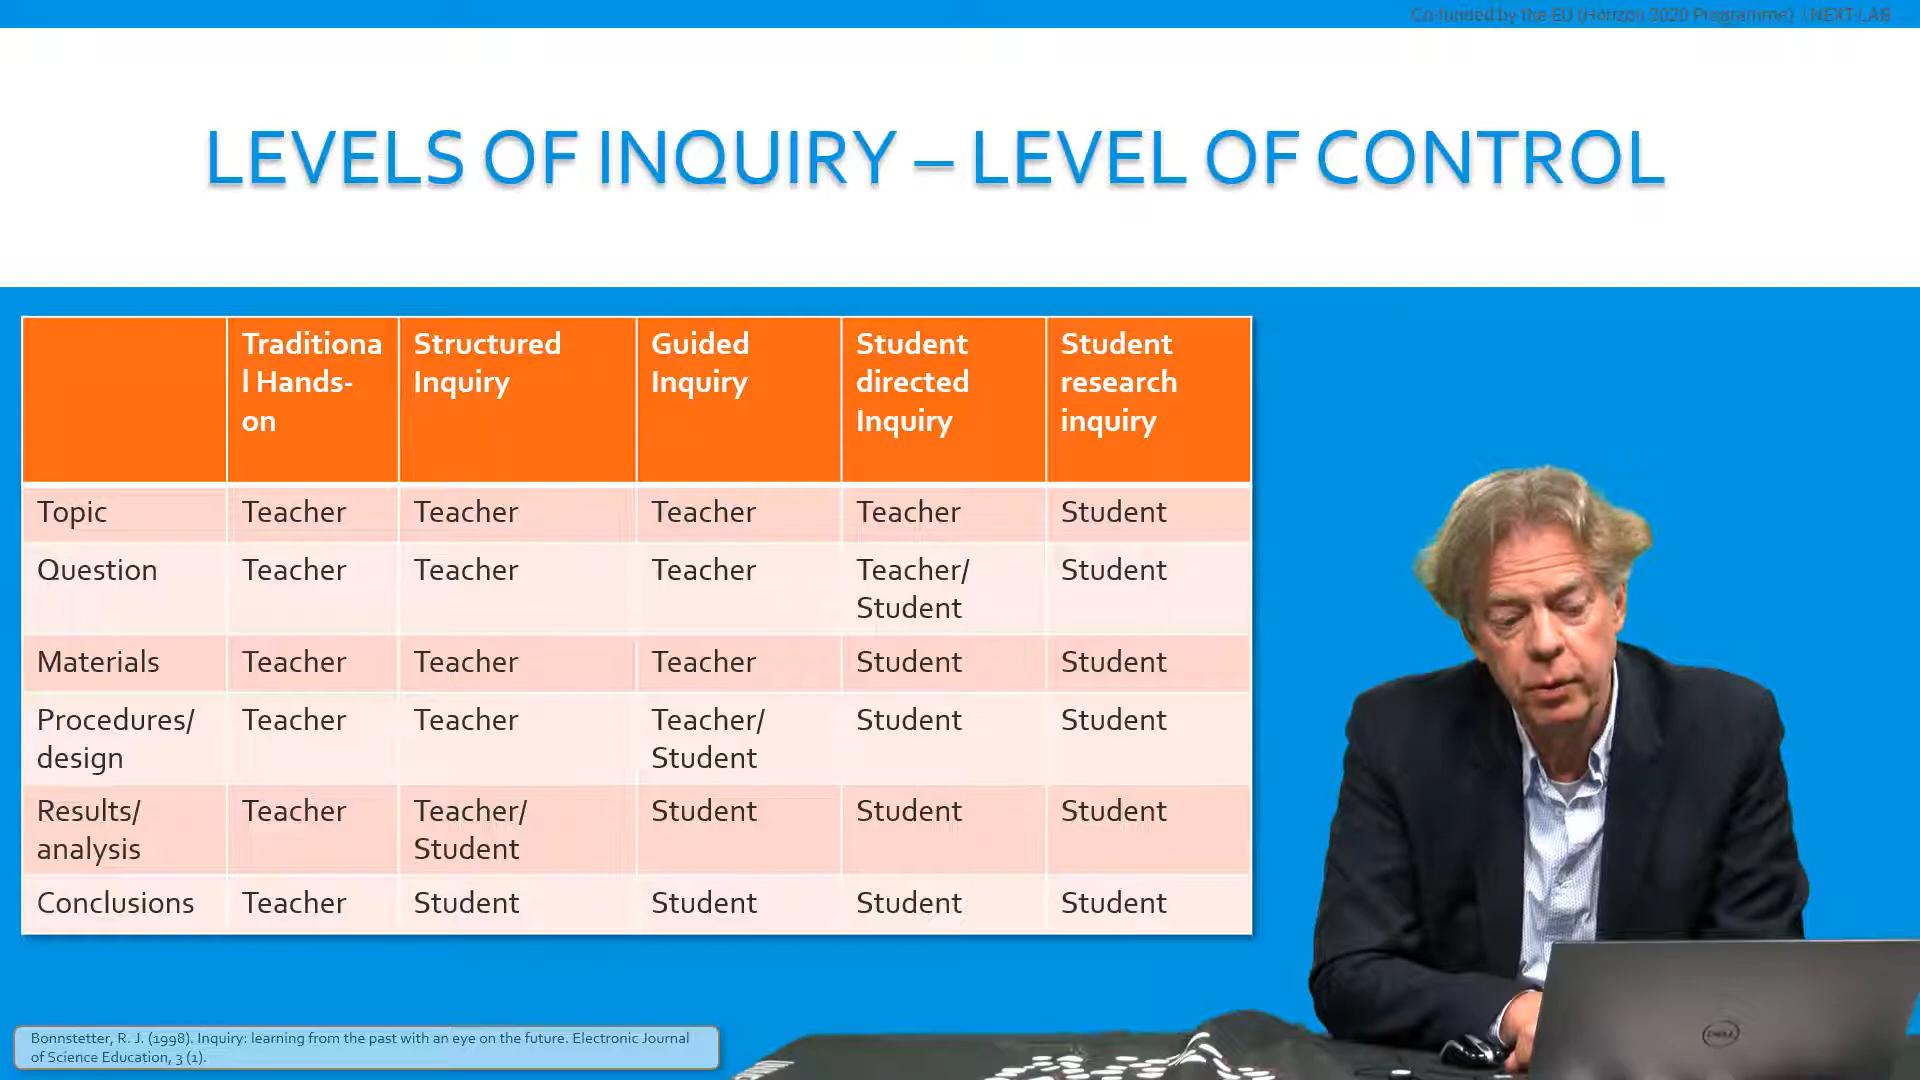 Co-funded by the EU (Horizon 2020 Programme) | NEXT-LAB
LEVELS OF INQUIRY – LEVEL OF CONTROL
Traditiona
l Hands-
on
Structured
Inquiry
Guided
Inquiry
Student
directed
Inquiry
Student
research
inquiry
Topic Teacher Teacher Teacher Teacher Student
Question Teacher Teacher Teacher Teacher/
Student
Student
Materials Teacher Teacher Teacher Student Student
Procedures/
design
Teacher Teacher Teacher/
Student
Student Student
Results/
analysis
Teacher Teacher/
Student
Student Student Student
Conclusions Teacher Student Student Student Student
Bonnstetter, R. J. (1998). Inquiry: learning from the past with an eye on the future. Electronic Journal
of Science Education, 3 (1).
DELL